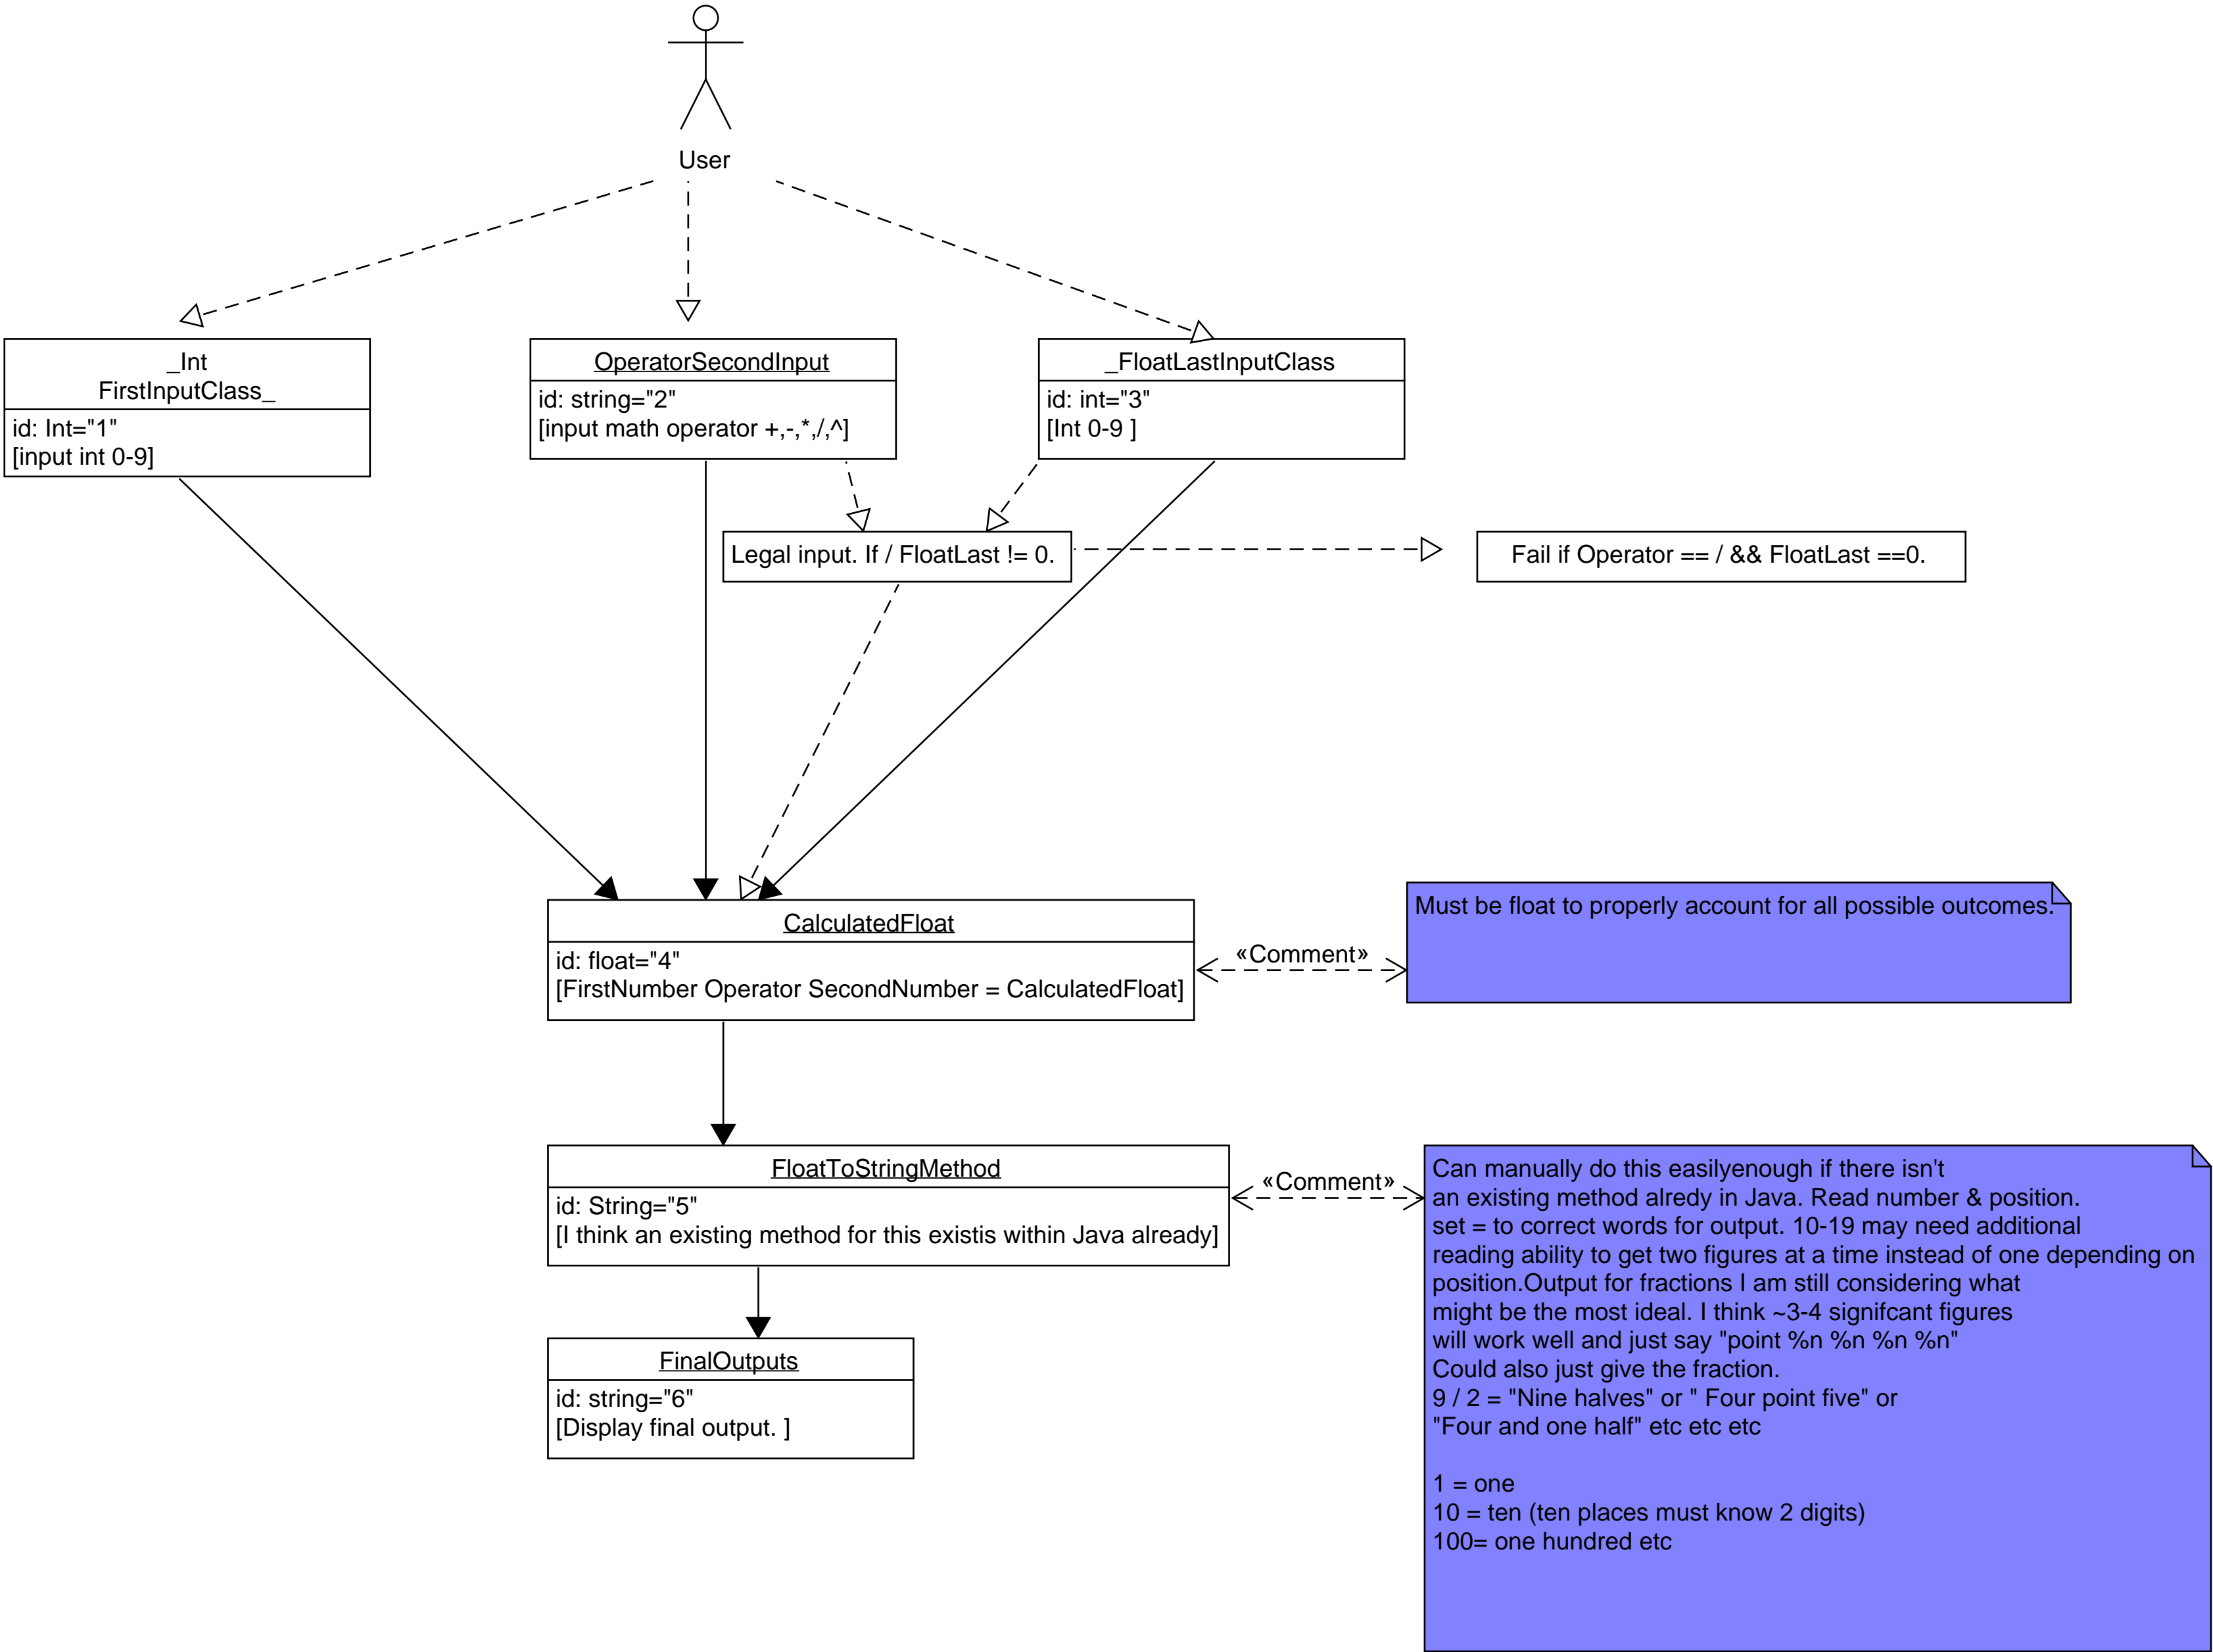 User
_Int
FirstInputClass_
id: Int="1"
[input int 0-9]
OperatorSecondInput
id: string="2"
[input math operator +,-,*,/,^]
_FloatLastInputClass
id: int="3"
[Int 0-9 ]
Legal input. If / FloatLast != 0.
Fail if Operator == / && FloatLast ==0.
CalculatedFloat
id: float="4"
[FirstNumber Operator SecondNumber = CalculatedFloat]
«Comment»
Must be float to properly account for all possible outcomes.
FloatToStringMethod
id: String="5"
[I think an existing method for this existis within Java already]
«Comment»
Can manually do this easilyenough if there isn't
an existing method alredy in Java. Read number & position.
set = to correct words for output. 10-19 may need additional
reading ability to get two figures at a time instead of one depending on
position.Output for fractions I am still considering what
might be the most ideal. I think ~3-4 signifcant figures
will work well and just say "point %n %n %n %n"
Could also just give the fraction.
9 / 2 = "Nine halves" or " Four point five" or
"Four and one half" etc etc etc
1 = one
10 = ten (ten places must know 2 digits)
100= one hundred etc
FinalOutputs
id: string="6"
[Display final output. ]